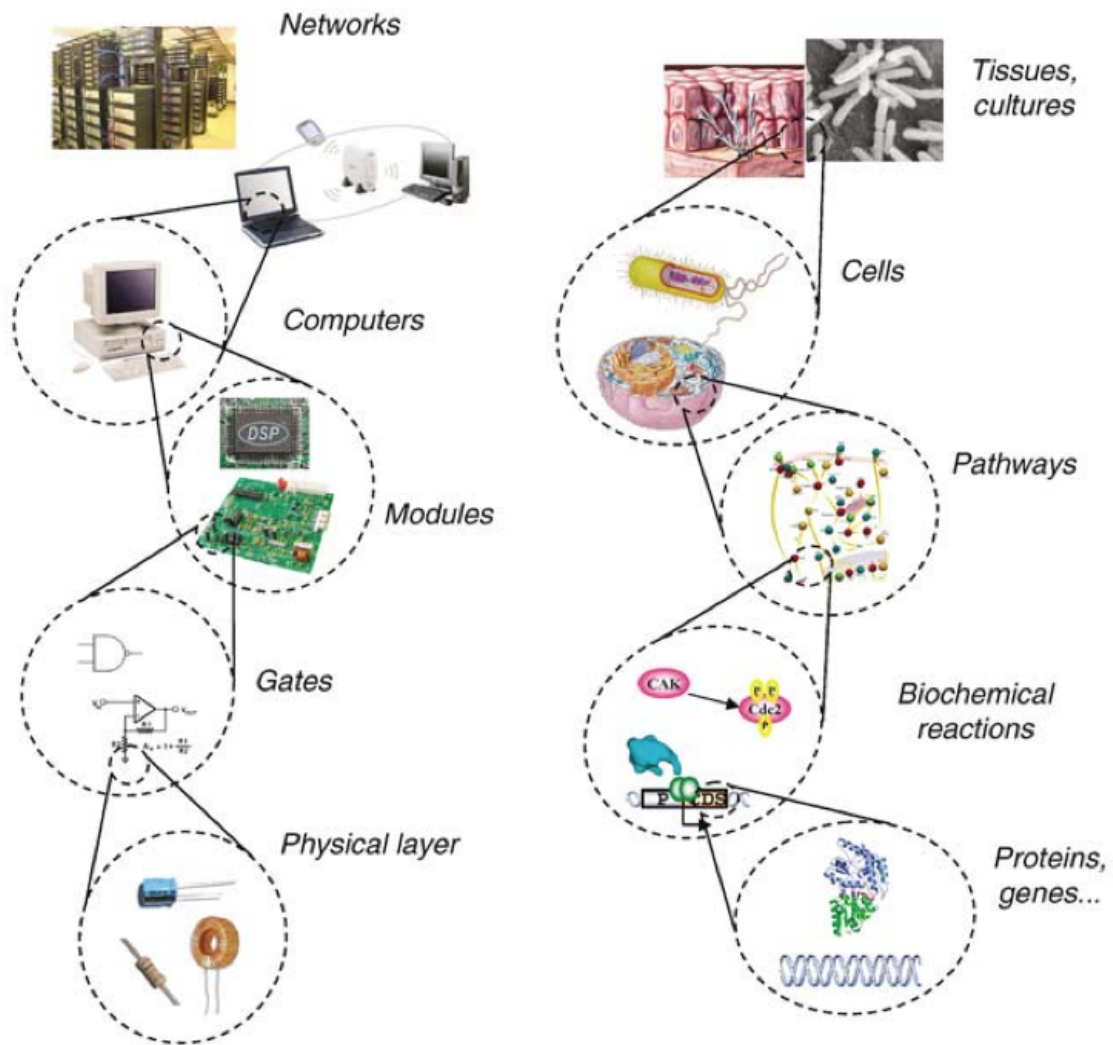 Networks
Tissues,
cultures
Computers
Cells
DSP
Modules
Pathways
Gates
Biochemical
reactions
CAK
P P
Cdc2
P
P CDS
Physical layer
Proteins,
genes...